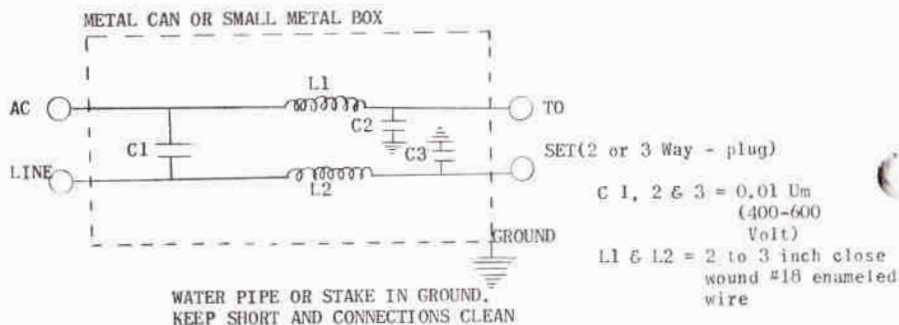 METAL CAN OR SMALL METAL BOX
L1
AC
TO
C2
C1
C3
SET(2 or 3 Way - plug)
LINE
L2
C 1, 2 & 3 = 0.01 Um
(400-600
Volt)
GROUND
L1 & L2 = 2 to 3 inch close
wound #18 enameled
wire
WATER PIPE OR STAKE IN GROUND.
KEEP SHORT AND CONNECTIONS CLEAN